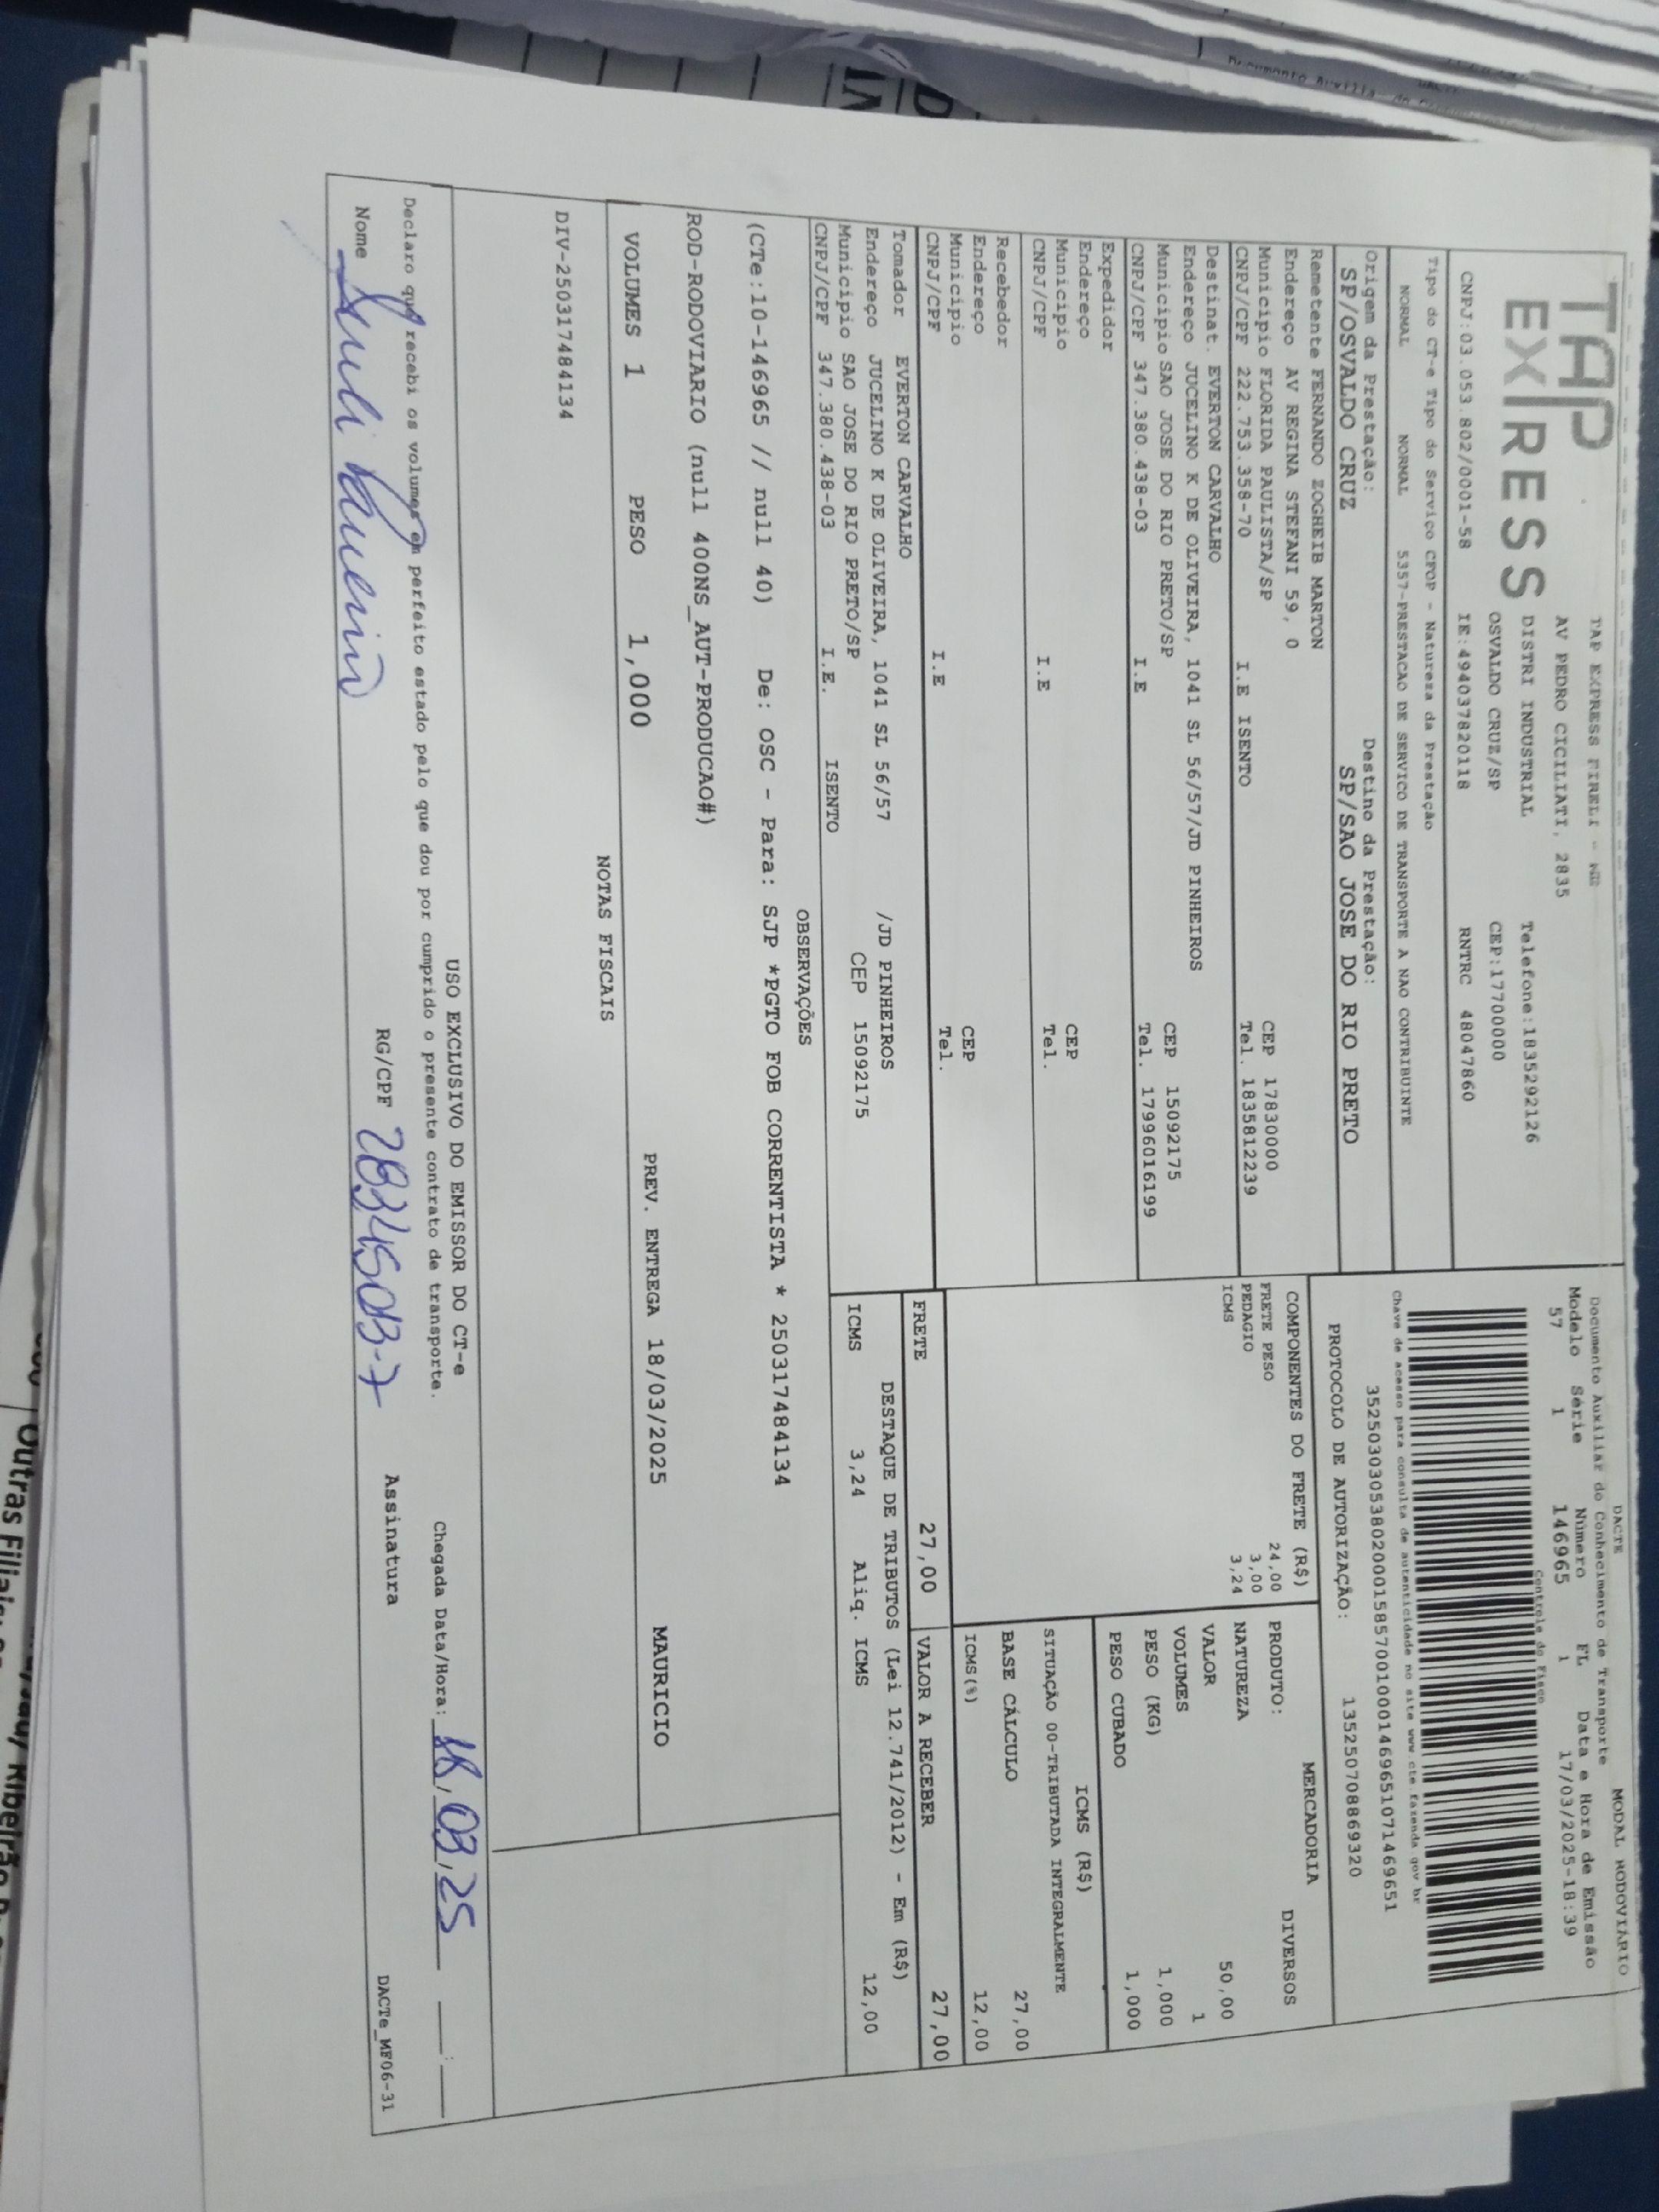 TAP
EXPRESS
TAP EXPRESS EIRELI - ME
AV PEDRO CICILIATI, 2835
DISTRI INDUSTRIAL Telefone:1835292126
OSVALDO CRUZ/SP CEP:17700000
CNPJ:03.053.802/0001-58 IE:494037820118 RNTRC 48047860
DACTE MODAL RODOVIÁRIO
Documento Auxiliar do Conhecimento de Transporte
Modelo Série Número FL Data e Hora de Emissão
57 1 146965 1 17/03/2025-18:39
Controle do Fisco
Chave de acesso para consulta de autenticidade no site www.cte.fazenda.gov.br
35250303053802000158570010001469651071469651
PROTOCOLO DE AUTORIZAÇÃO: 135250708869320
Tipo do CT-e Tipo do Serviço CFOP - Natureza da Prestação
NORMAL NORMAL 5357-PRESTACAO DE SERVICO DE TRANSPORTE A NAO CONTRIBUINTE
Origem da Prestação: Destino da Prestação:
SP/OSVALDO CRUZ SP/SAO JOSE DO RIO PRETO
Remetente FERNANDO ZOGHEIB MARTON
Endereço AV REGINA STEFANI 59, 0
Municipio FLORIDA PAULISTA/SP CEP 17830000
CNPJ/CPF 222.753.358-70 I.E ISENTO Tel. 1835812239
Destinat. EVERTON CARVALHO
Endereço JUCELINO K DE OLIVEIRA, 1041 SL 56/57/JD PINHEIROS
Municipio SAO JOSE DO RIO PRETO/SP CEP 15092175
CNPJ/CPF 347.380.438-03 I.E Tel. 17996016199
Expedidor
Endereço
Municipio CEP
CNPJ/CPF I.E Tel.
Recebedor
Endereço
Municipio CEP
CNPJ/CPF I.E Tel.
Tomador EVERTON CARVALHO
Endereço JUCELINO K DE OLIVEIRA, 1041 SL 56/57 /JD PINHEIROS
Municipio SAO JOSE DO RIO PRETO/SP CEP 15092175
CNPJ/CPF 347.380.438-03 I.E. ISENTO
COMPONENTES DO FRETE (R$)
FRETE PESO 24,00
PEDAGIO 3,00
ICMS 3,24
MERCADORIA
PRODUTO: DIVERSOS
NATUREZA
VALOR 50,00
VOLUMES 1
PESO (KG) 1,000
PESO CUBADO 1,000
ICMS (R$)
SITUAÇÃO 00-TRIBUTADA INTEGRALMENTE
BASE CÁLCULO 27,00
ICMS(%) 12,00
FRETE 27,00 VALOR A RECEBER 27,00
DESTAQUE DE TRIBUTOS (Lei 12.741/2012) - Em (R$)
ICMS 3,24 Aliq. ICMS 12,00
OBSERVAÇÕES
(CTe:10-146965 // null 40) De: OSC - Para: SJP *PGTO FOB CORRENTISTA * 250317484134
ROD-RODOVIARIO (null 400NS_AUT-PRODUCAO#)
VOLUMES 1 PESO 1,000 PREV. ENTREGA 18/03/2025 MAURICIO
NOTAS FISCAIS
DIV-250317484134
USO EXCLUSIVO DO EMISSOR DO CT-e
Declaro que recebi os volumes em perfeito estado pelo que dou por cumprido o presente contrato de transporte. Chegada Data/Hora: 18/03/25
Nome RG/CPF 28345013-7 Assinatura
DACTe_MF06-31
Outras Filiais: